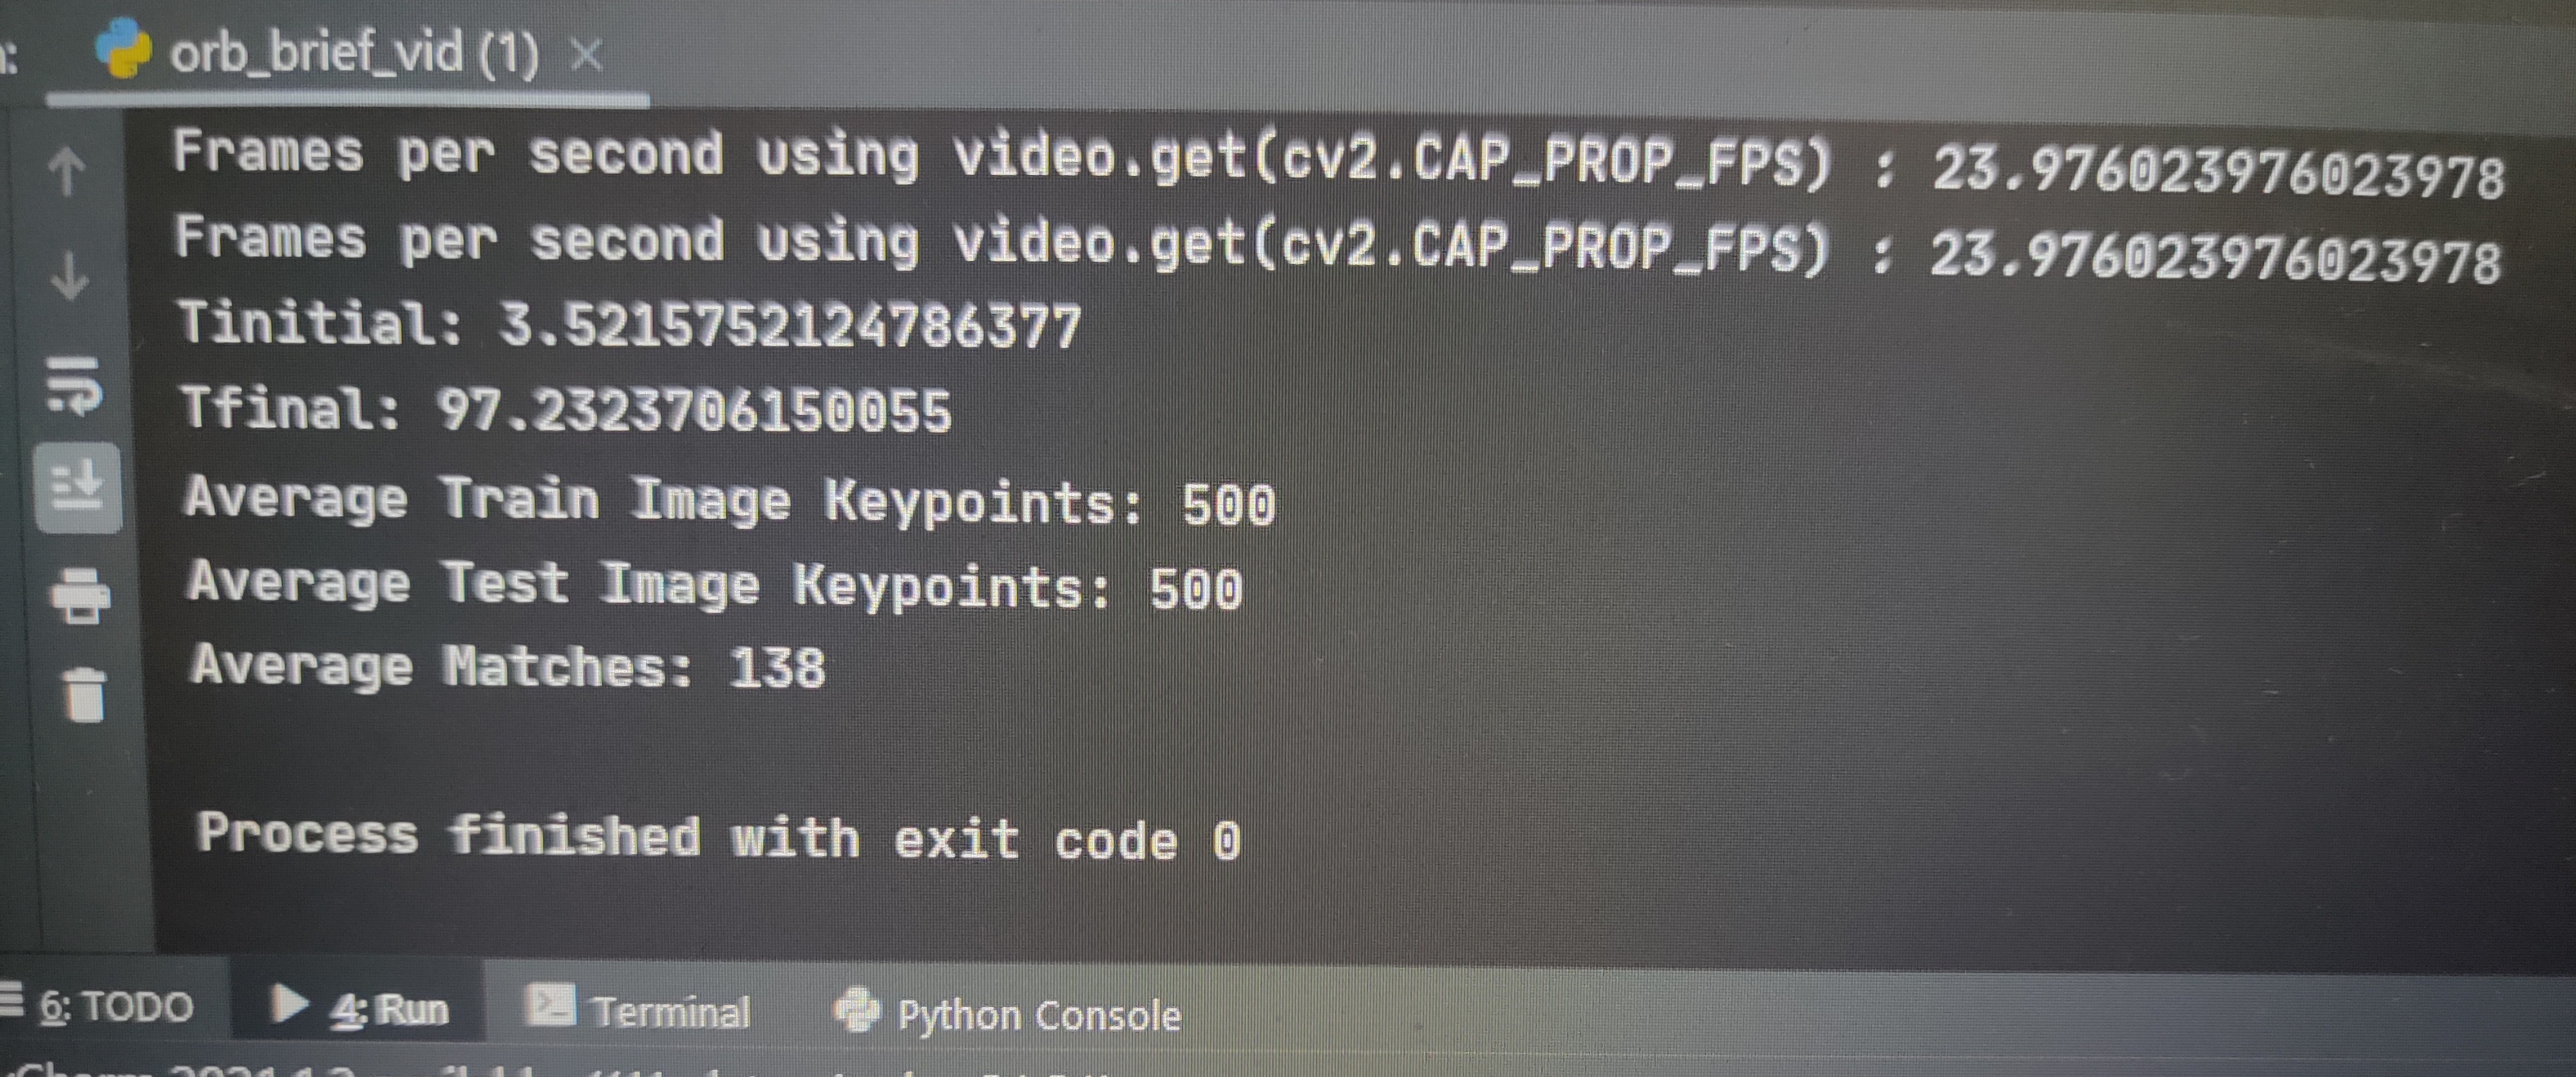 orb_brief_vid (1)
Frames per second using video.get(cv2.CAP_PROP_FPS) : 23.976023976023978
Frames per second using video.get(cv2.CAP_PROP_FPS) : 23.976023976023978
Tinitial: 3.5215752124786377
Tfinal: 97.2323706150055
Average Train Image Keypoints: 500
Average Test Image Keypoints: 500
Average Matches: 138
Process finished with exit code 0
6: TODO 4: Run Terminal Python Console